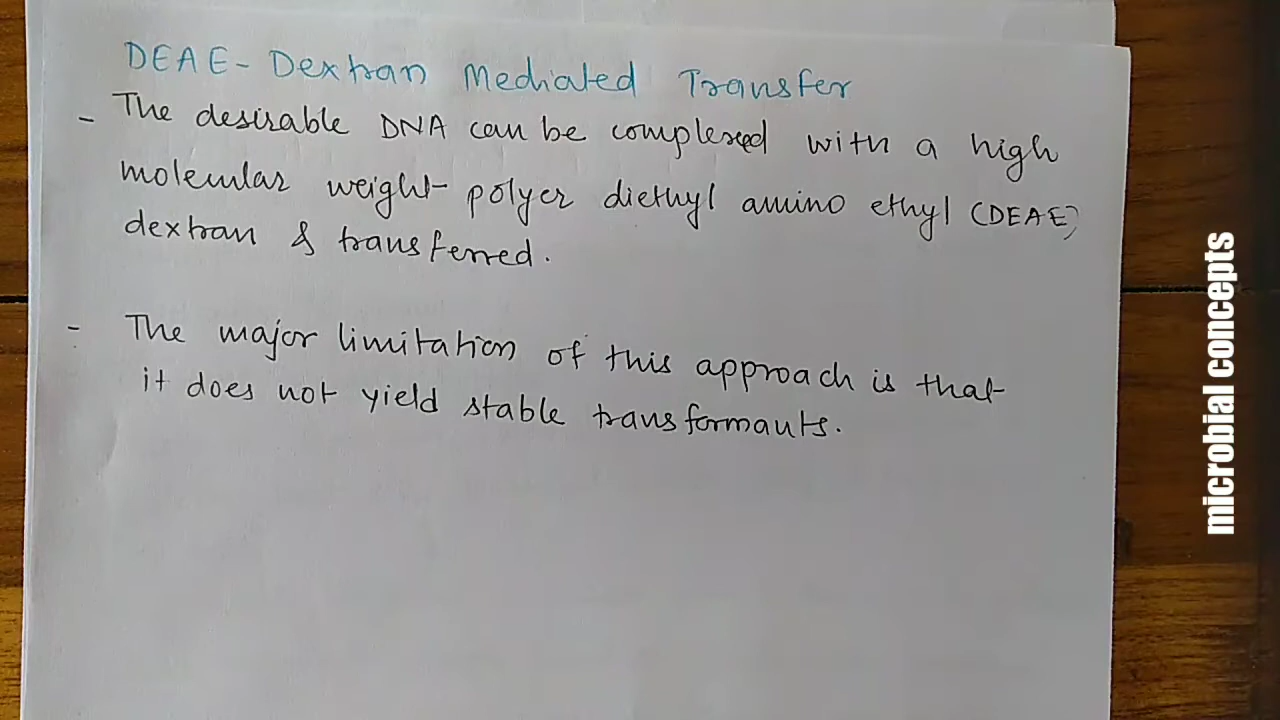 DEAE - Dextran Mediated Transfer
- The desirable DNA can be complexed with a high
molecular weight polyer diethyl amino ethyl (DEAE)
dextran & transferred.
- The major limitation of this approach is that
it does not yield stable transformants.
microbial concepts